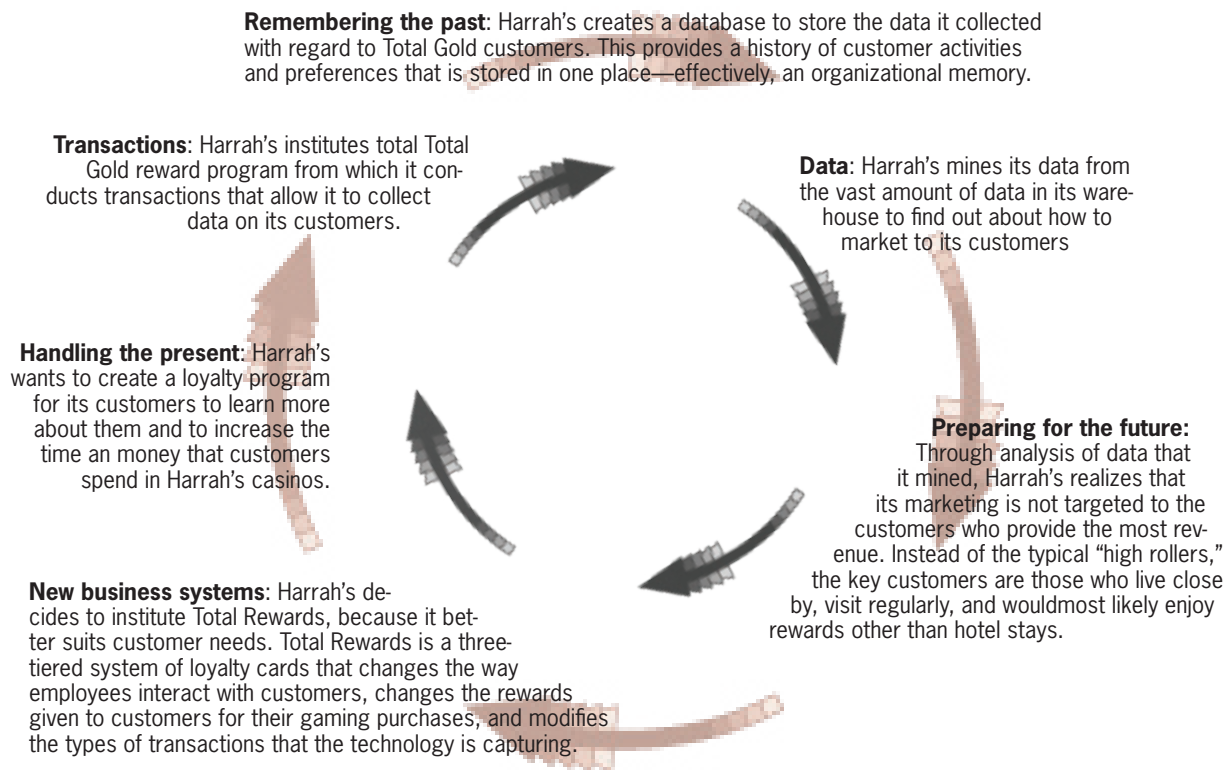 Remembering the past: Harrah’s creates a database to store the data it collected
with regard to Total Gold customers. This provides a history of customer activities
and preferences that is stored in one place—effectively, an organizational memory.
Transactions: Harrah’s institutes total Total
Gold reward program from which it con-
ducts transactions that allow it to collect
data on its customers.
Data: Harrah’s mines its data from
the vast amount of data in its ware-
house to find out about how to
market to its customers
Handling the present: Harrah’s
wants to create a loyalty program
for its customers to learn more
about them and to increase the
time an money that customers
spend in Harrah’s casinos.
Preparing for the future:
Through analysis of data that
it mined, Harrah’s realizes that
its marketing is not targeted to the
customers who provide the most rev-
enue. Instead of the typical “high rollers,”
the key customers are those who live close
by, visit regularly, and wouldmost likely enjoy
rewards other than hotel stays.
New business systems: Harrah’s de-
cides to institute Total Rewards, because it bet-
ter suits customer needs. Total Rewards is a three-
tiered system of loyalty cards that changes the way
employees interact with customers, changes the rewards
given to customers for their gaming purchases, and modifies
the types of transactions that the technology is capturing.